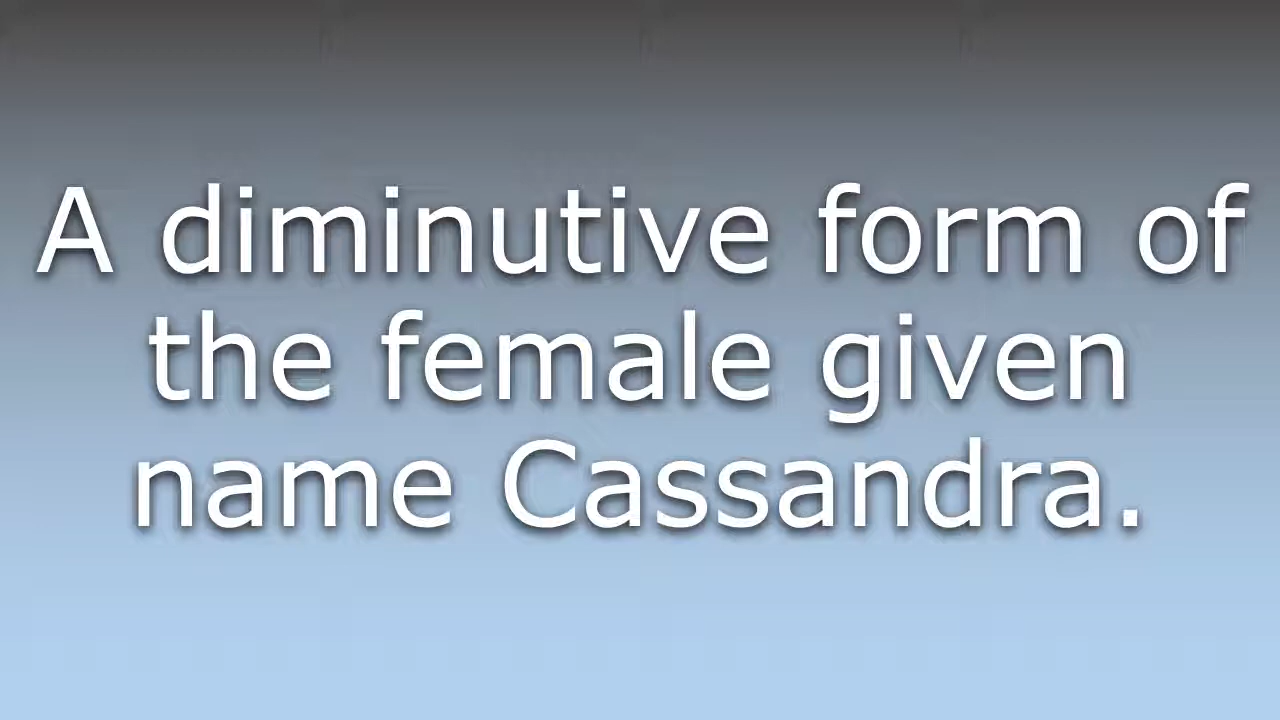 A diminutive form of
the female given
name Cassandra.